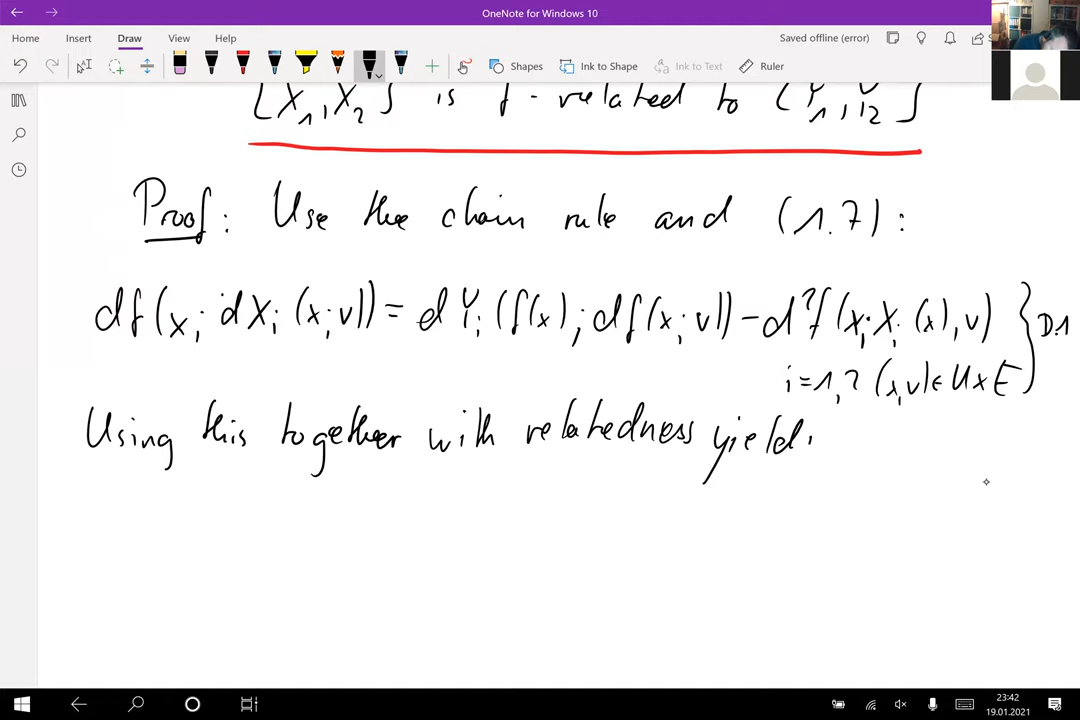 OneNote for Windows 10
Home Insert Draw View Help
Saved offline (error)
Shapes Ink to Shape Ink to Text Ruler
[X₁, X₂] is f-related to [Y₁, Y₂]
Proof: Use the chain rule and (1.7):
df(x; dXᵢ(x; v)) = dYᵢ(f(x); df(x; v)) - d²f(x; Xᵢ(x), v) } D.1
i=1,2 (x,v) ∈ U×E
Using this together with relatedness yield
23:42
19.01.2021